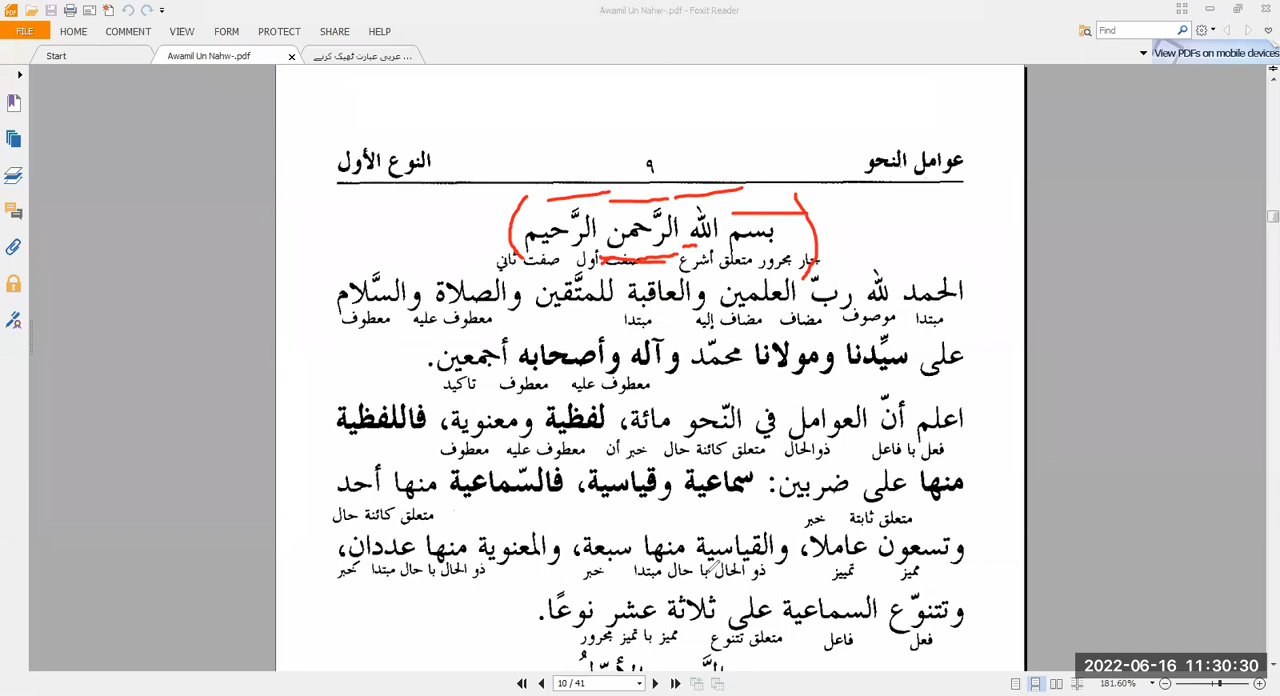 Awamil Un Nahw-.pdf - Foxit Reader
FILE HOME COMMENT VIEW FORM PROTECT SHARE HELP
Find
Start
Awamil Un Nahw-.pdf
عربی عبارت ٹھیک کرنے ...
View PDFs on mobile devices
عوامل النحو ٩ النوع الأول
بسم الله الرَّحمن الرَّحيم
جار مجرور متعلق أشرع صفت أول صفت ثاني
الحمد لله ربّ العلمين والعاقبة للمتَّقين والصلاة والسَّلام
مبتدا موصوف مضاف مضاف إليه مبتدا معطوف عليه معطوف
على سيِّدنا ومولانا محمّد وآله وأصحابه أجمعين.
معطوف عليه معطوف تاكيد
اعلم أنّ العوامل في النّحو مائة، لفظية ومعنوية، فاللفظية
فعل با فاعل ذوالحال متعلق كائنة حال خبر أن معطوف عليه معطوف
منها على ضربين: سماعية وقياسية، فالسّماعية منها أحد
متعلق ثابتة خبر متعلق كائنة حال
وتسعون عاملا، والقياسية منها سبعة، والمعنوية منها عددانِ،
مميز تمييز ذو الحال با حال مبتدا خبر ذو الحال با حال مبتدا خبر
وتتنوّع السماعية على ثلاثة عشر نوعًا.
فعل فاعل متعلق تتنوع مميز با تميز مجرور
10 / 41
2022-06-16 11:30:30
181.60%